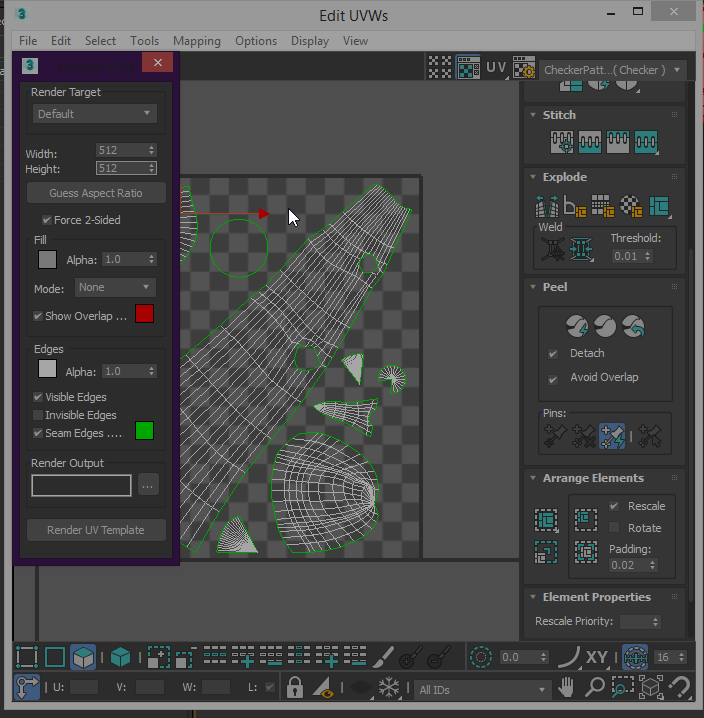 Edit UVWs
File Edit Select Tools Mapping Options Display View
UV CheckerPatt...( Checker )
Render Target
Default
Width: 512
Height: 512
Guess Aspect Ratio
Force 2-Sided
Fill
Alpha: 1.0
Mode: None
Show Overlap ...
Edges
Alpha: 1.0
Visible Edges
Invisible Edges
Seam Edges ....
Render Output
...
Render UV Template
Stitch
Explode
Weld
Threshold:
0.01
Peel
Detach
Avoid Overlap
Pins:
Arrange Elements
Rescale
Rotate
Padding:
0.02
Element Properties
Rescale Priority:
0.0 XY 16
U: V: W: L: All IDs